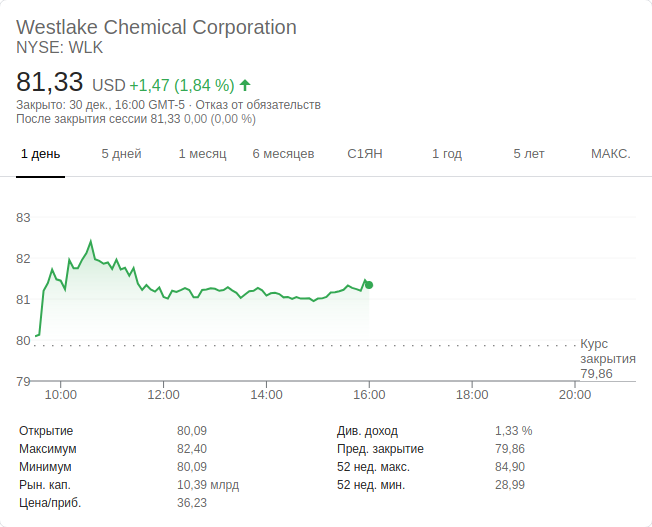 Westlake Chemical Corporation
NYSE: WLK
81,33 USD +1,47 (1,84 %)
Закрыто: 30 дек., 16:00 GMT-5 · Отказ от обязательств
После закрытия сессии 81,33 0,00 (0,00 %)
1 день 5 дней 1 месяц 6 месяцев С1ЯН 1 год 5 лет МАКС.
83
82
81
80
Курс
закрытия
79,86
79
10:00 12:00 14:00 16:00 18:00 20:00
Открытие 80,09 Див. доход 1,33 %
Максимум 82,40 Пред. закрытие 79,86
Минимум 80,09 52 нед. макс. 84,90
Рын. кап. 10,39 млрд 52 нед. мин. 28,99
Цена/приб. 36,23